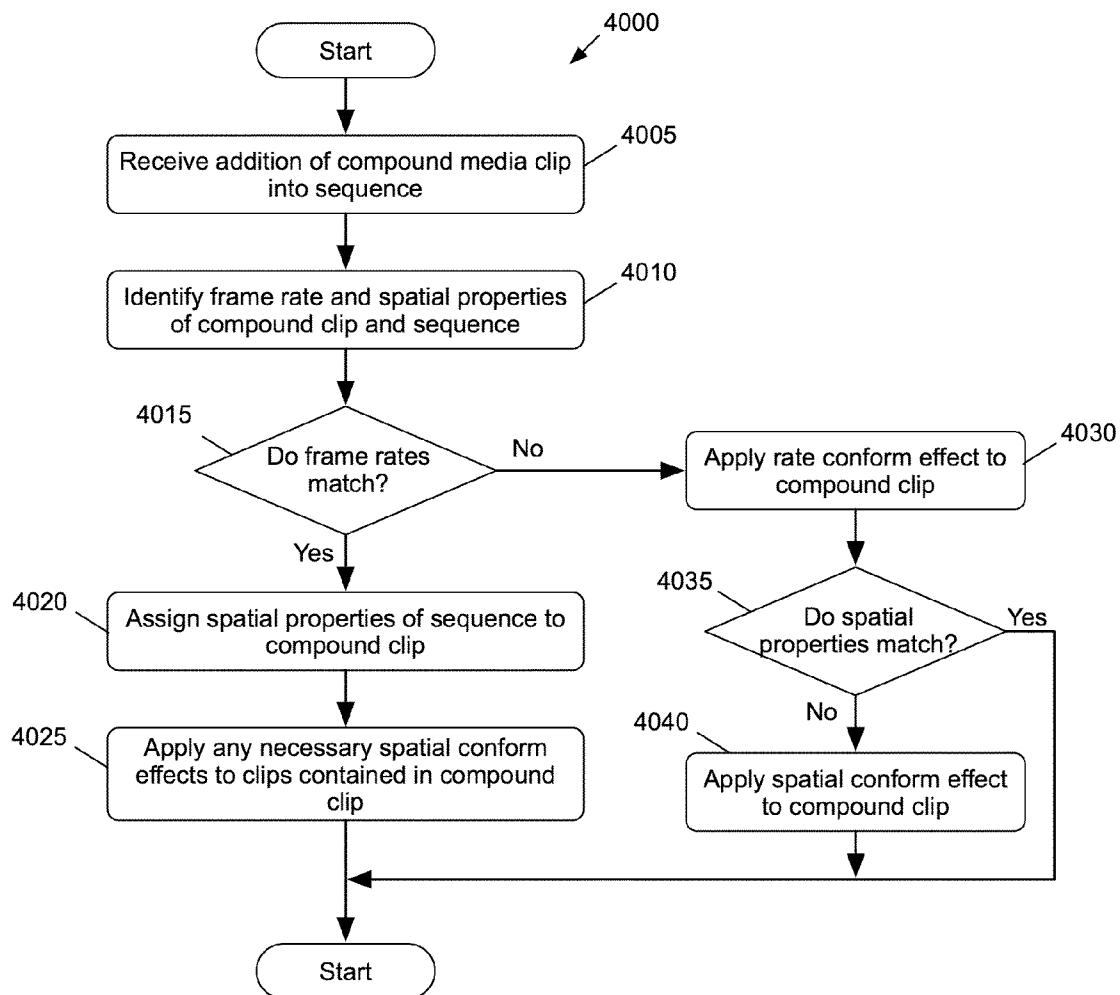 4000
Start
4005
Receive addition of compound media clip
into sequence
4010
Identify frame rate and spatial properties
of compound clip and sequence
4015
Do frame rates
match?
No
Yes
4030
Apply rate conform effect to
compound clip
4020
Assign spatial properties of sequence to
compound clip
4035
Do spatial
properties match?
Yes
No
4025
Apply any necessary spatial conform
effects to clips contained in compound
clip
4040
Apply spatial conform effect
to compound clip
Start